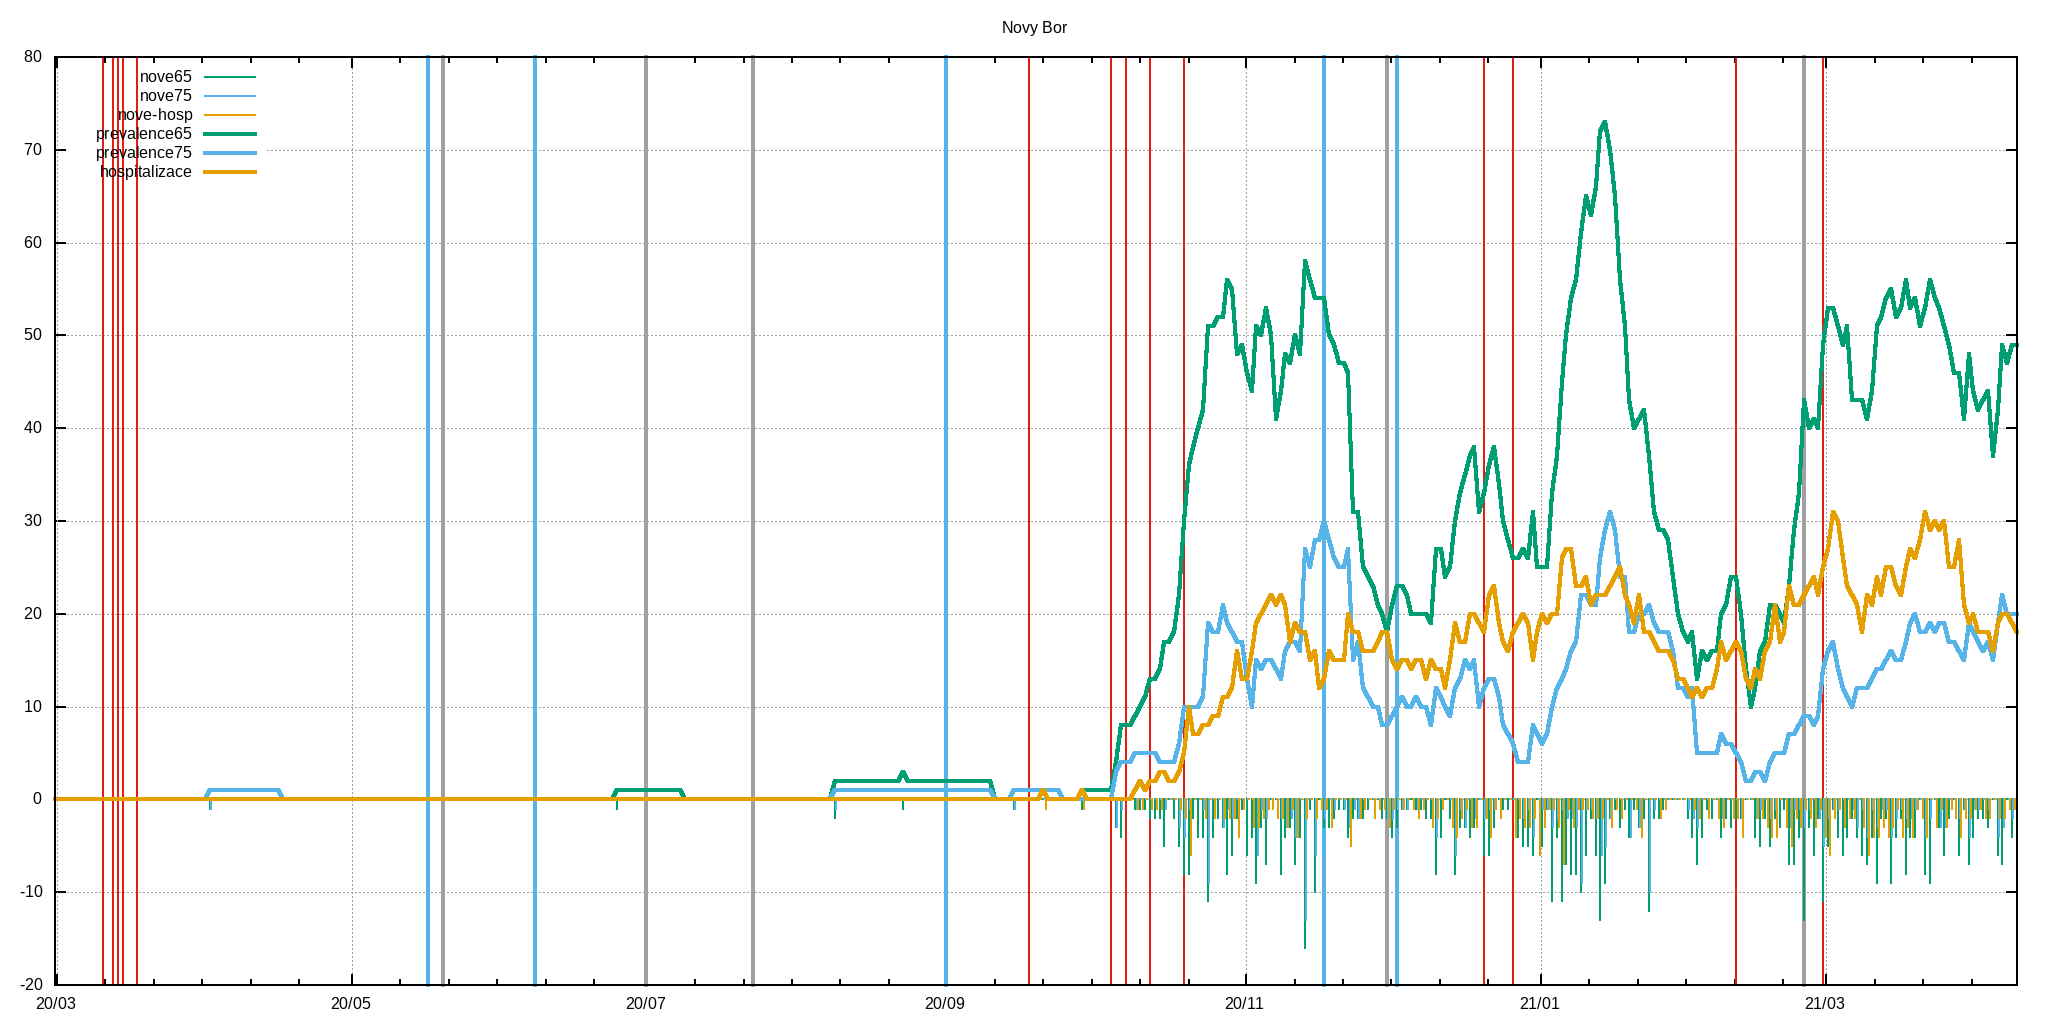 Novy Bor
80
70
60
50
40
30
20
10
0
-10
-20
nove65
nove75
nove-hosp
prevalence65
prevalence75
hospitalizace
20/03 20/05 20/07 20/09 20/11 21/01 21/03